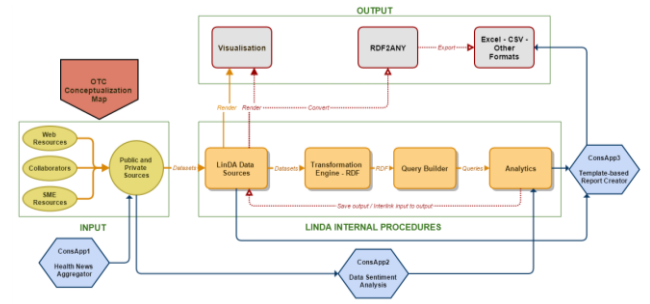 OUTPUT
Visualisation
RDF2ANY
Export
Excel - CSV -
Other
Formats
OTC
Conceptualization
Map
Render
Render
Convert
Web
Resources
Collaborators
SME
Resources
Public and
Private
Sources
Datasets
LinDA Data
Sources
Datasets
Transformation
Engine - RDF
RDF
Query Builder
Queries
Analytics
ConsApp3
Template-based
Report Creator
Save output / Interlink input to output
INPUT
LINDA INTERNAL PROCEDURES
ConsApp1
Health News
Aggregator
ConsApp2
Data Sentiment
Analysis